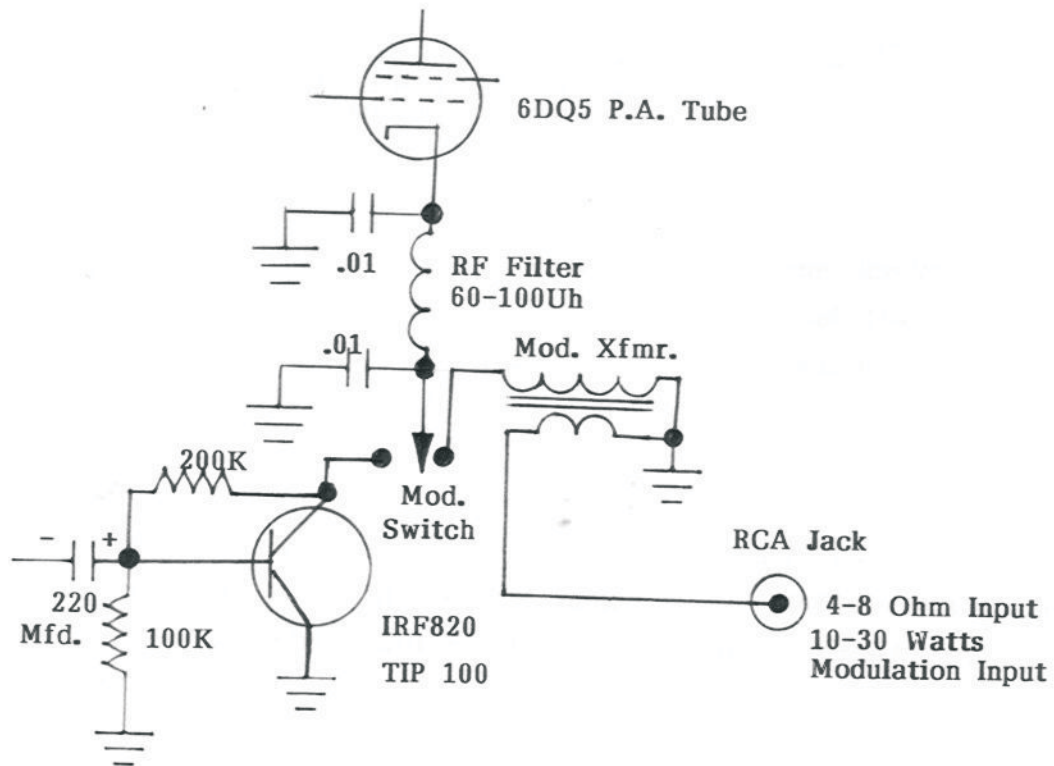 6DQ5 P.A. Tube
.01
RF Filter
60-100Uh
.01
Mod. Xfmr.
200K
Mod.
Switch
- +
RCA Jack
220
Mfd.
100K
IRF820
TIP 100
4-8 Ohm Input
10-30 Watts
Modulation Input